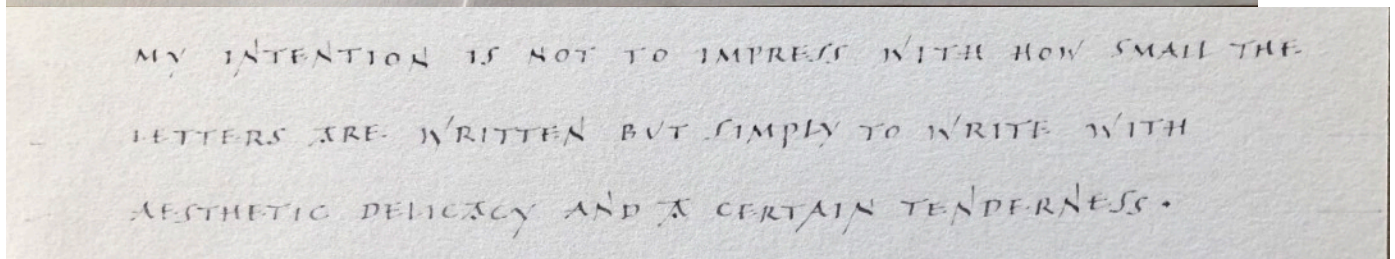 MY INTENTION IS NOT TO IMPRESS WITH HOW SMALL THE
LETTERS ARE WRITTEN BUT SIMPLY TO WRITE WITH
AESTHETIC DELICACY AND A CERTAIN TENDERNESS.